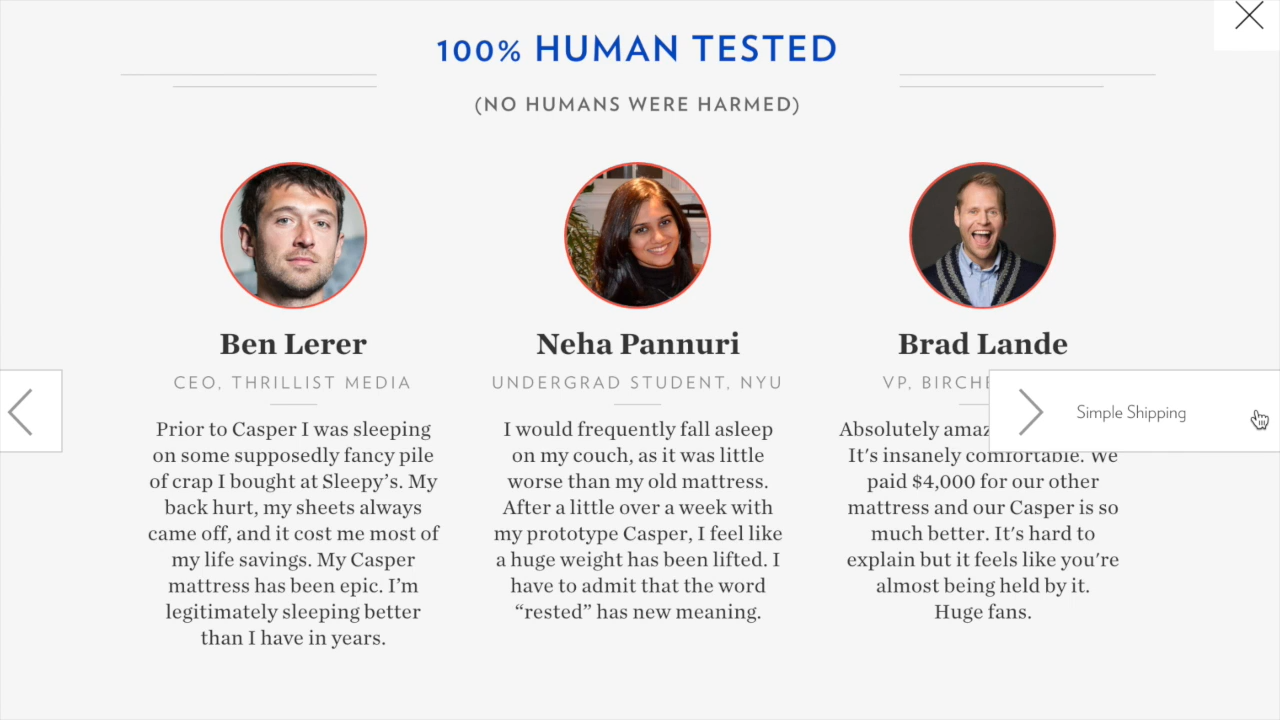 100% HUMAN TESTED
(NO HUMANS WERE HARMED)
Ben Lerer
CEO, THRILLIST MEDIA
Prior to Casper I was sleeping
on some supposedly fancy pile
of crap I bought at Sleepy’s. My
back hurt, my sheets always
came off, and it cost me most of
my life savings. My Casper
mattress has been epic. I’m
legitimately sleeping better
than I have in years.
Neha Pannuri
UNDERGRAD STUDENT, NYU
I would frequently fall asleep
on my couch, as it was little
worse than my old mattress.
After a little over a week with
my prototype Casper, I feel like
a huge weight has been lifted. I
have to admit that the word
“rested” has new meaning.
Brad Lande
VP,
Absolutely
It's insanely comfortable. We
paid $4,000 for our other
mattress and our Casper is so
much better. It's hard to
explain but it feels like you're
almost being held by it.
Huge fans.
Simple Shipping